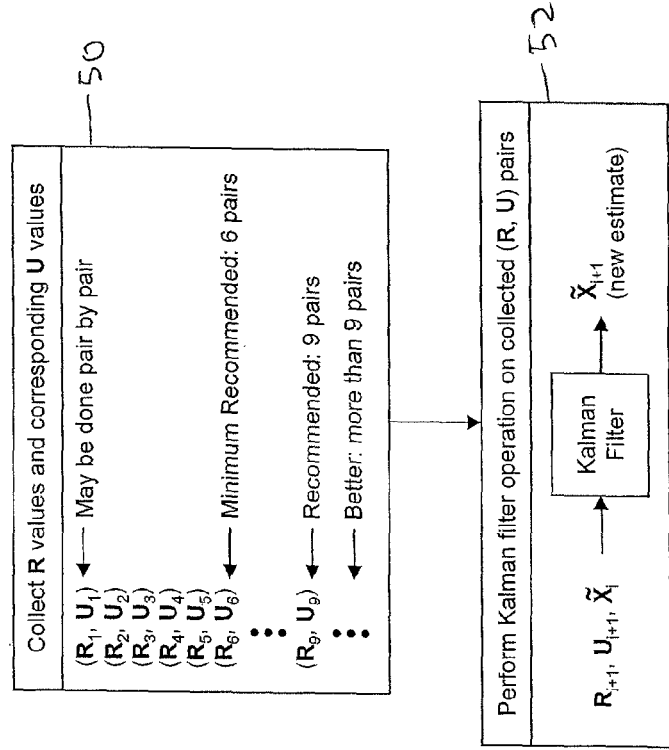 Collect R values and corresponding U values
(R₁, U₁) May be done pair by pair
(R₂, U₂)
(R₃, U₃)
(R₄, U₄)
(R₅, U₅)
(R₆, U₆) Minimum Recommended: 6 pairs
(R₉, U₉) Recommended: 9 pairs
Better: more than 9 pairs
50
Perform Kalman filter operation on collected (R, U) pairs
Rᵢ₊₁, Uᵢ₊₁, X̃ᵢ
Kalman
Filter
X̃ᵢ₊₁
(new estimate)
52